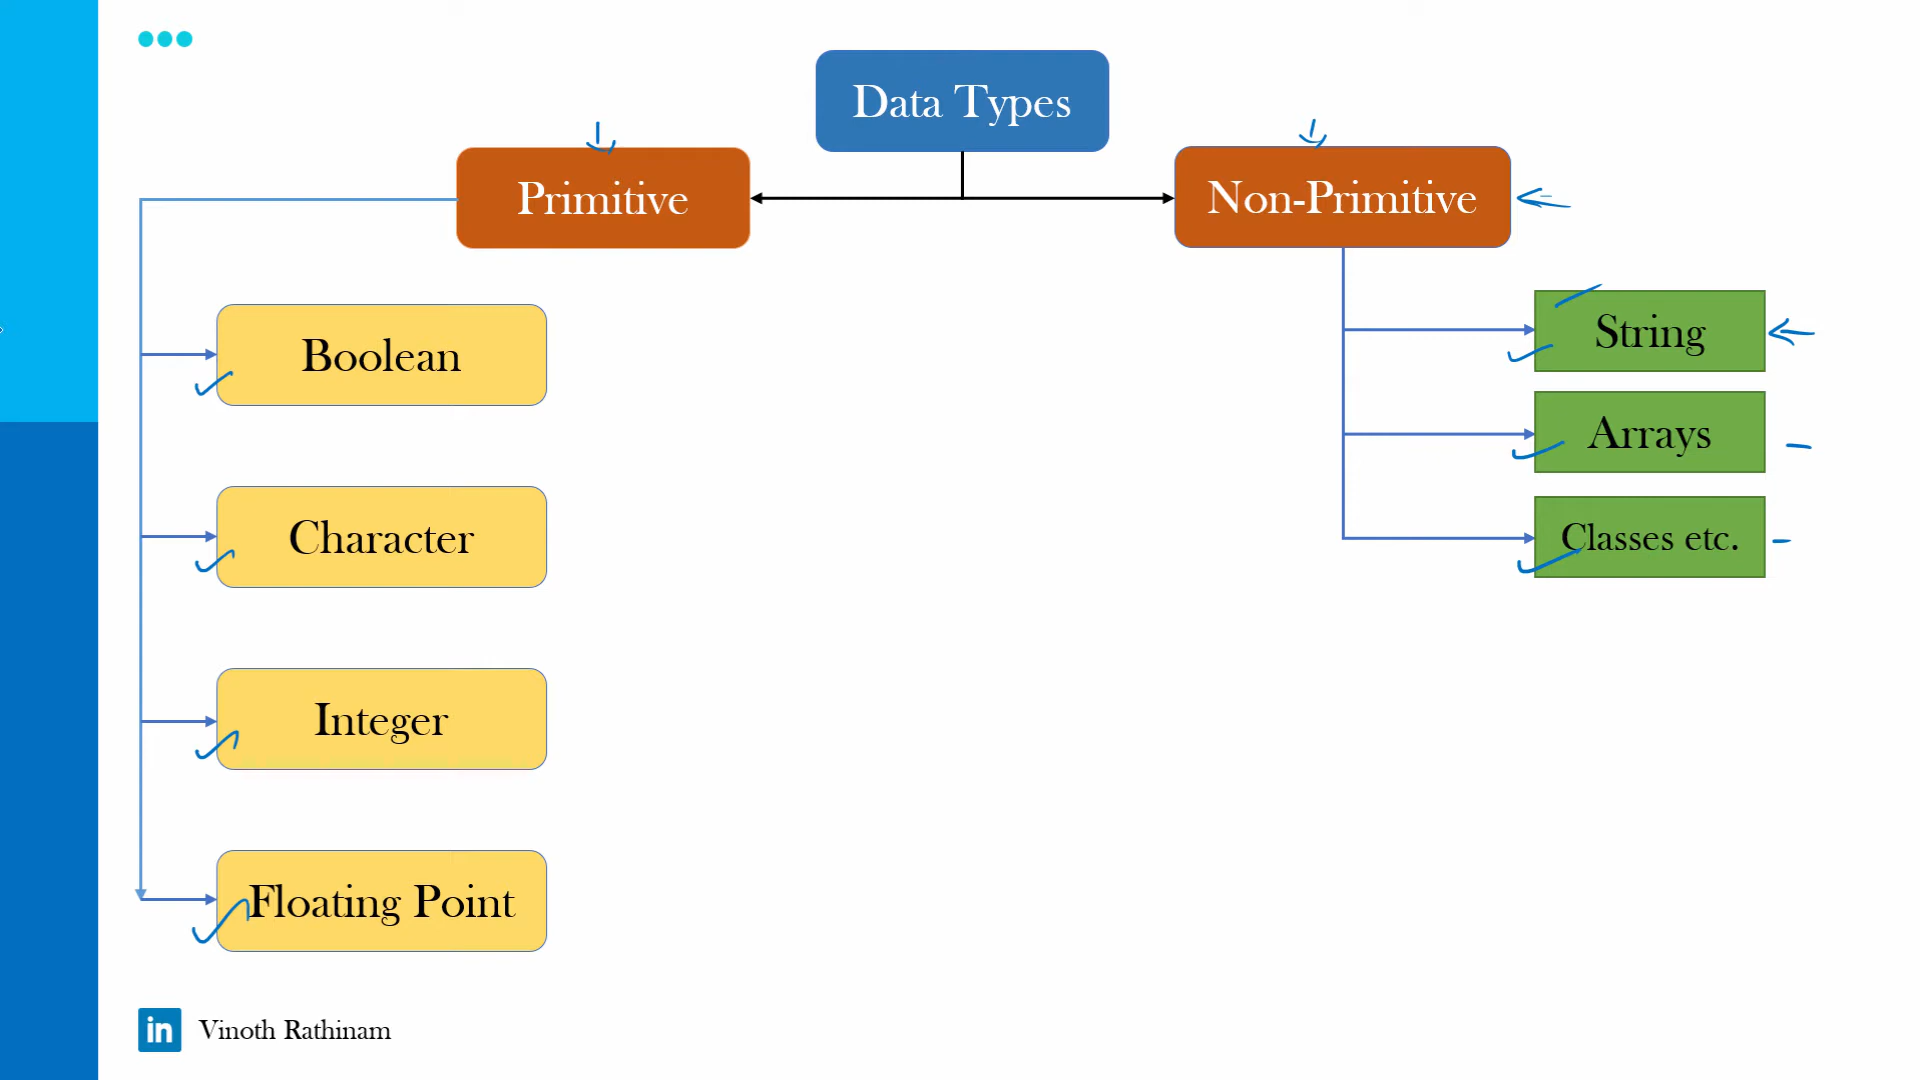 Data Types
Primitive
Non-Primitive
Boolean
Character
Integer
Floating Point
String
Arrays
Classes etc.
in
Vinoth Rathinam